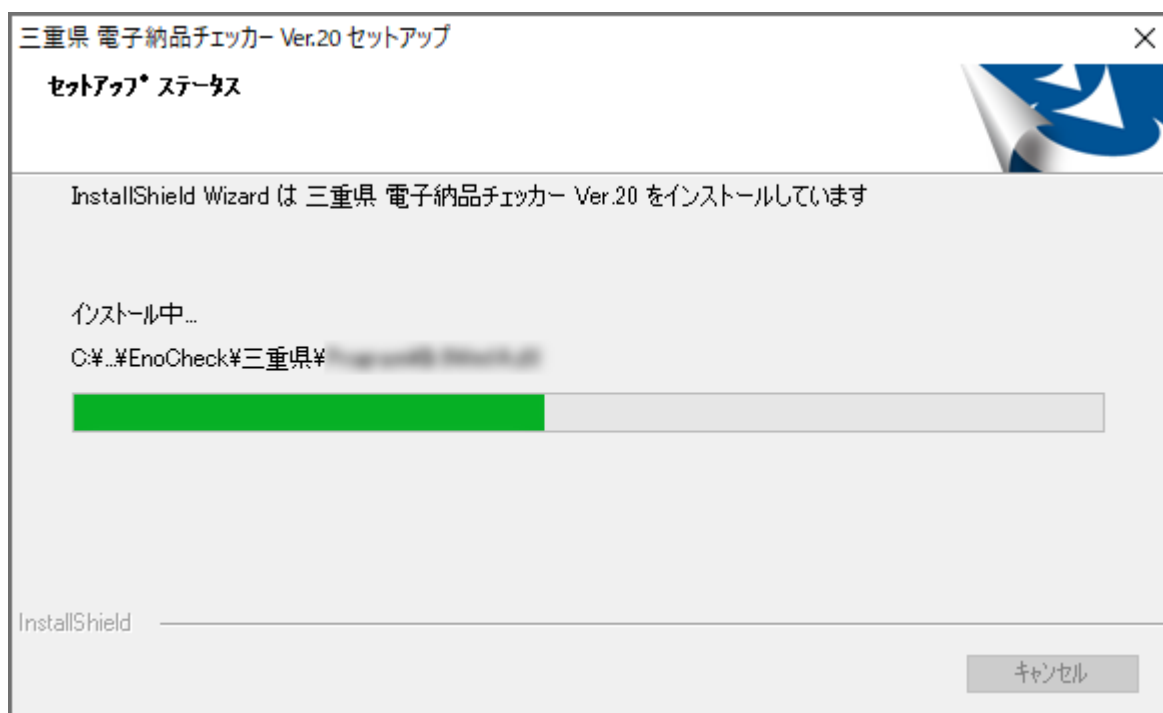 三重県 電子納品チェッカー Ver.20 セットアップ
セットアップ ステータス
InstallShield Wizard は 三重県 電子納品チェッカー Ver.20 をインストールしています
インストール中...
C:¥...¥EnoCheck¥三重県¥
InstallShield
キャンセル